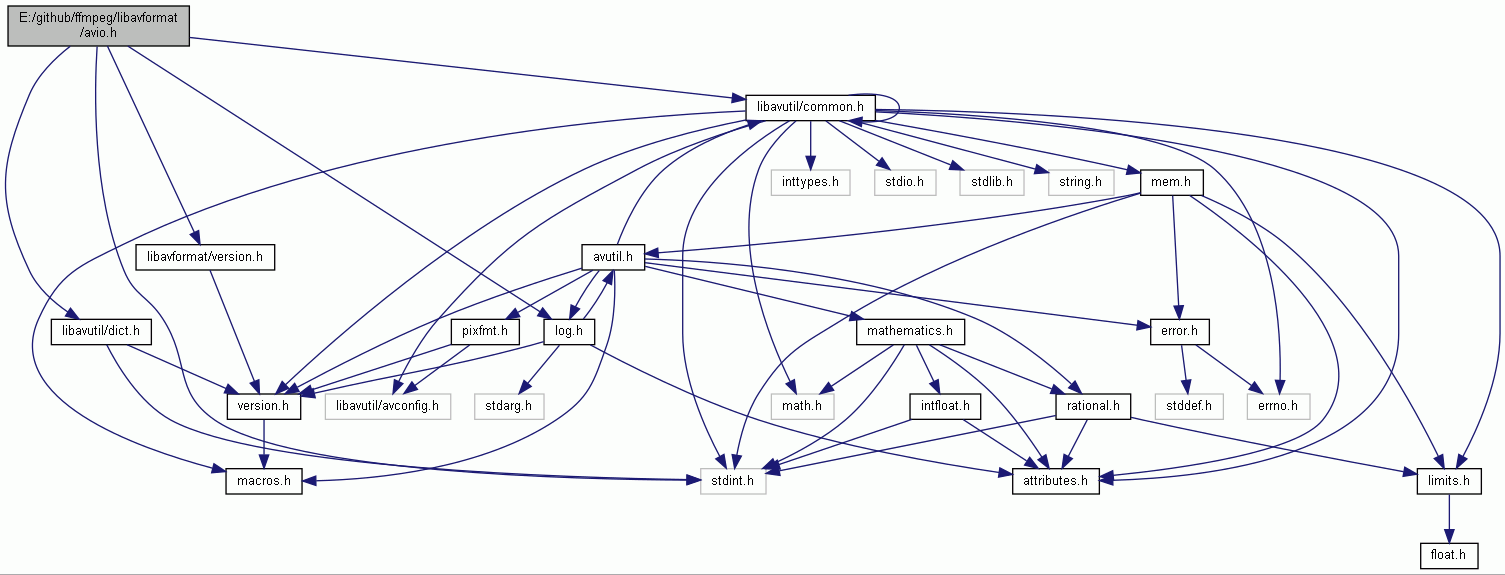 E:/github/ffmpeg/libavformat
/avio.h
libavutil/common.h
inttypes.h
stdio.h
stdlib.h
string.h
mem.h
libavformat/version.h
avutil.h
libavutil/dict.h
pixfmt.h
log.h
mathematics.h
error.h
version.h
libavutil/avconfig.h
stdarg.h
math.h
intfloat.h
rational.h
stddef.h
errno.h
macros.h
stdint.h
attributes.h
limits.h
float.h